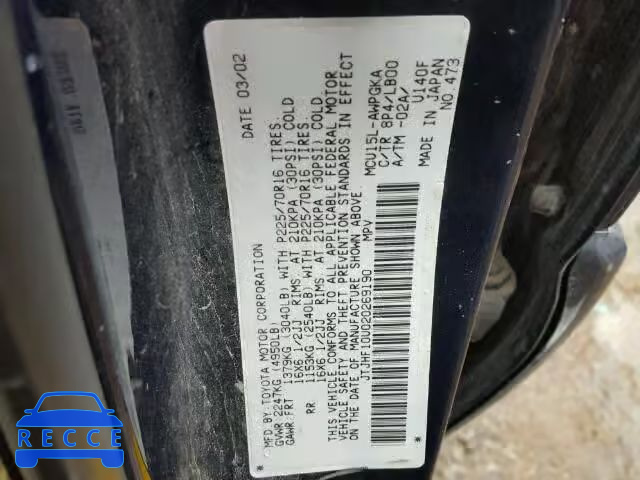 MFD.BY:TOYOTA MOTOR CORPORATION DATE 03/02
GVWR 2247KG (4950LB)
GAWR:FRT 1379KG (3040LB) WITH P225/70R16 TIRES.
16X6 1/2JJ RIMS AT 210KPA (30PSI) COLD
RR 1153KG (2540LB) WITH P225/70R16 TIRES.
16X6 1/2JJ RIMS AT 210KPA (30PSI) COLD
THIS VEHICLE CONFORMS TO ALL APPLICABLE FEDERAL MOTOR
VEHICLE SAFETY AND THEFT PREVENTION STANDARDS IN EFFECT
ON THE DATE OF MANUFACTURE SHOWN ABOVE.
JTJHF10U020269190 MPV
MCU15L-AWPGKA
C/TR 8P4/LB00
A/TM -02A/ U140F
MADE IN JAPAN
NO.473
RECCE